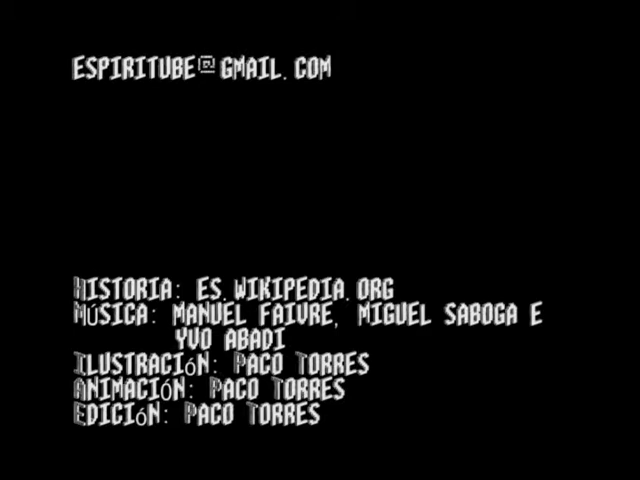 ESPIRITUBE@GMAIL.COM
HISTORIA: ES.WIKIPEDIA.ORG
MÚSICA: MANUEL FAIVRE, MIGUEL SABOGA E
YVO ABADI
ILUSTRACIÓN: PACO TORRES
ANIMACIÓN: PACO TORRES
EDICIÓN: PACO TORRES